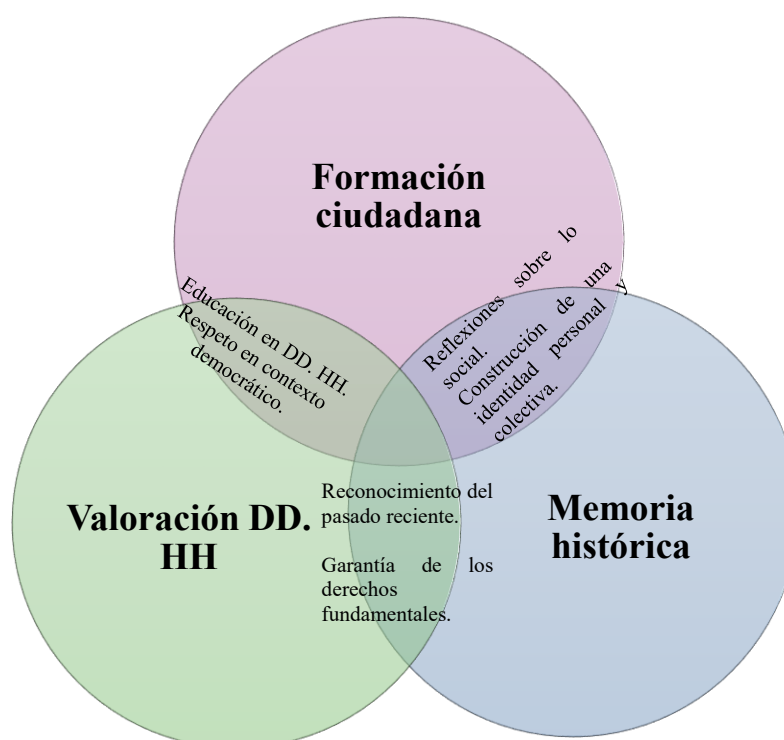 Formación
ciudadana
Educación en DD. HH.
Respeto en contexto
democrático.
Reflexiones sobre lo
social.
Construcción de una
identidad personal y
colectiva.
Valoración DD.
HH
Reconocimiento del
pasado reciente.
Garantía de los
derechos
fundamentales.
Memoria
histórica